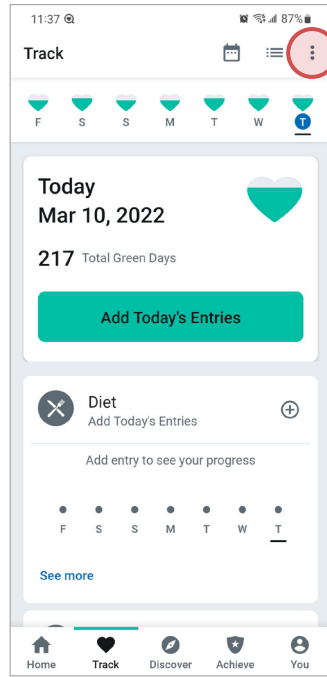 11:37 87%
Track
F S S M T W T
Today
Mar 10, 2022
217 Total Green Days
Add Today's Entries
Diet
Add Today's Entries
Add entry to see your progress
F S S M T W T
See more
Home Track Discover Achieve You